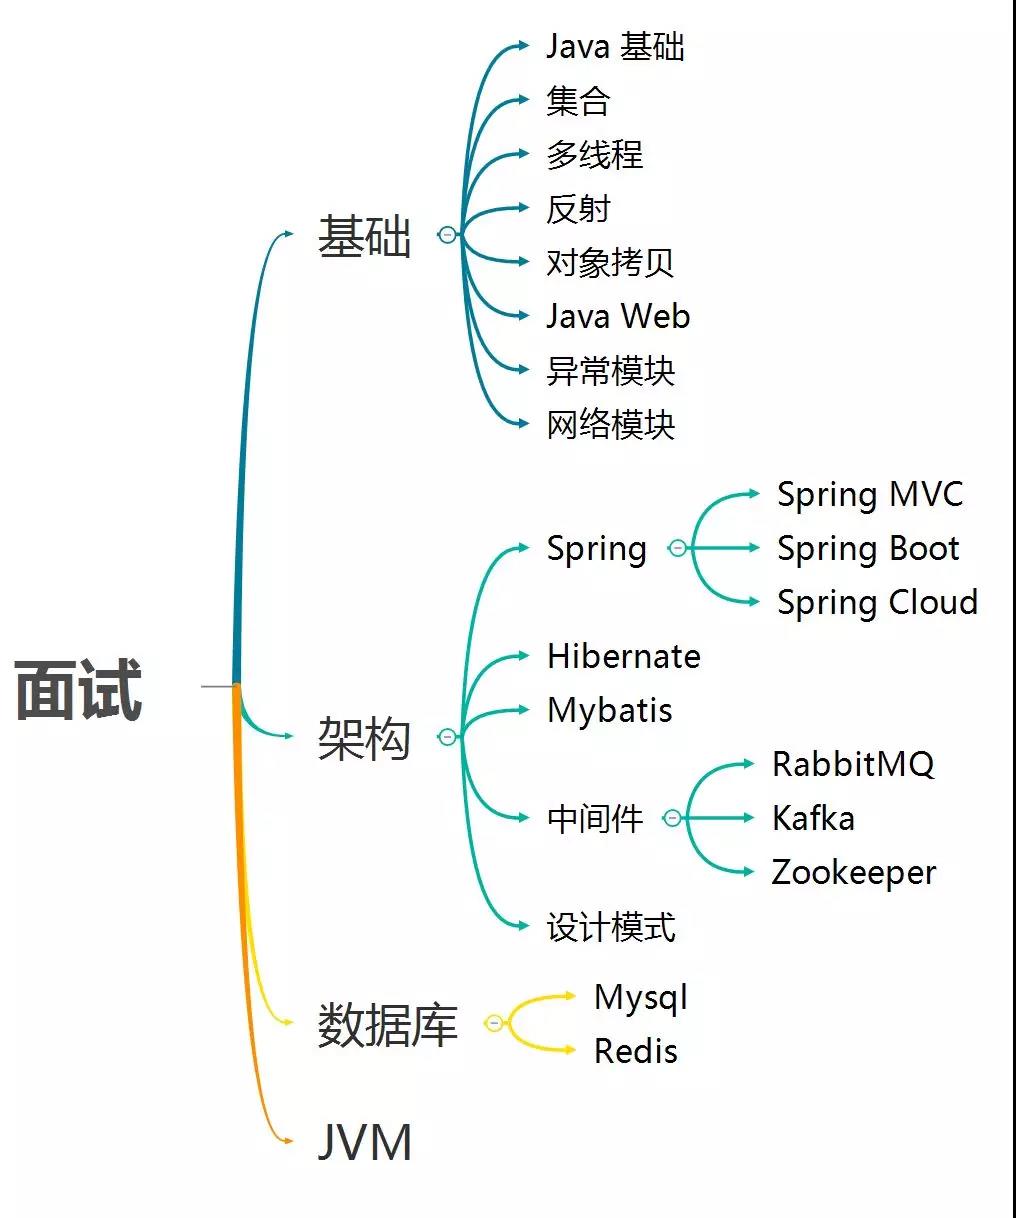 面试
基础
Java 基础
集合
多线程
反射
对象拷贝
Java Web
异常模块
网络模块
架构
Spring
Spring MVC
Spring Boot
Spring Cloud
Hibernate
Mybatis
中间件
RabbitMQ
Kafka
Zookeeper
设计模式
数据库
Mysql
Redis
JVM